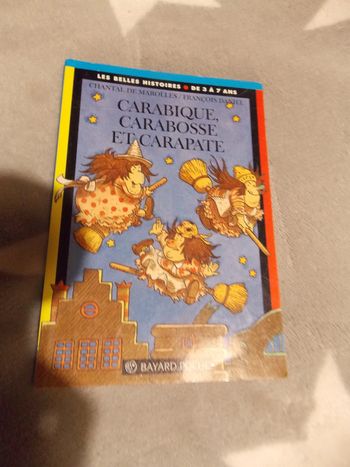 LES BELLES HISTOIRES • DE 3 À 7 ANS
CHANTAL DE MAROLLES / FRANÇOIS DANIEL
CARABIQUE,
CARABOSSE
ET CARAPATE
BAYARD POCHE